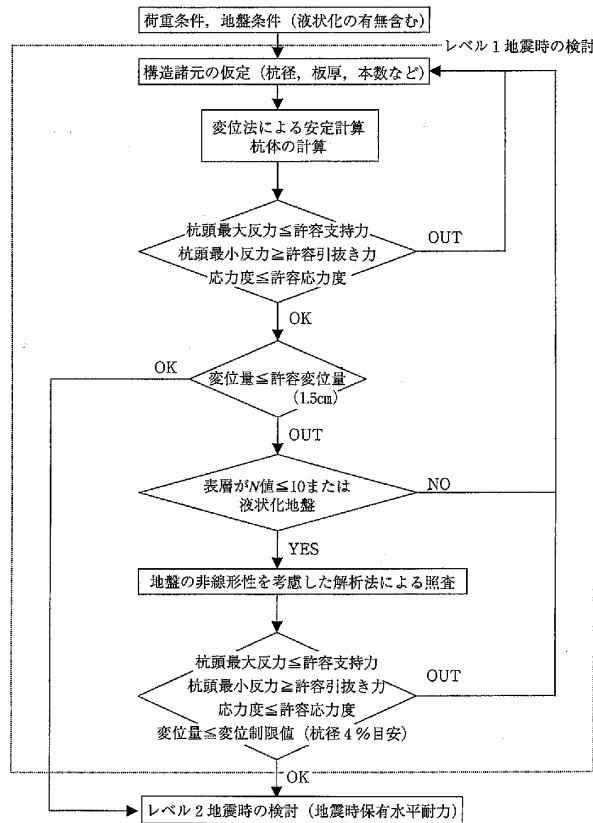 荷重条件，地盤条件（液状化の有無含む）
レベル1地震時の検討
構造諸元の仮定（杭径，板厚，本数など）
変位法による安定計算
杭体の計算
杭頭最大反力≦許容支持力
杭頭最小反力≧許容引抜き力
応力度≦許容応力度
OUT
OK
OK
変位量≦許容変位量
(1.5cm)
OUT
表層がN値≦10または
液状化地盤
NO
YES
地盤の非線形性を考慮した解析法による照査
杭頭最大反力≦許容支持力
杭頭最小反力≧許容引抜き力
応力度≦許容応力度
変位量≦変位制限値（杭径4％目安）
OUT
OK
レベル2地震時の検討（地震時保有水平耐力）